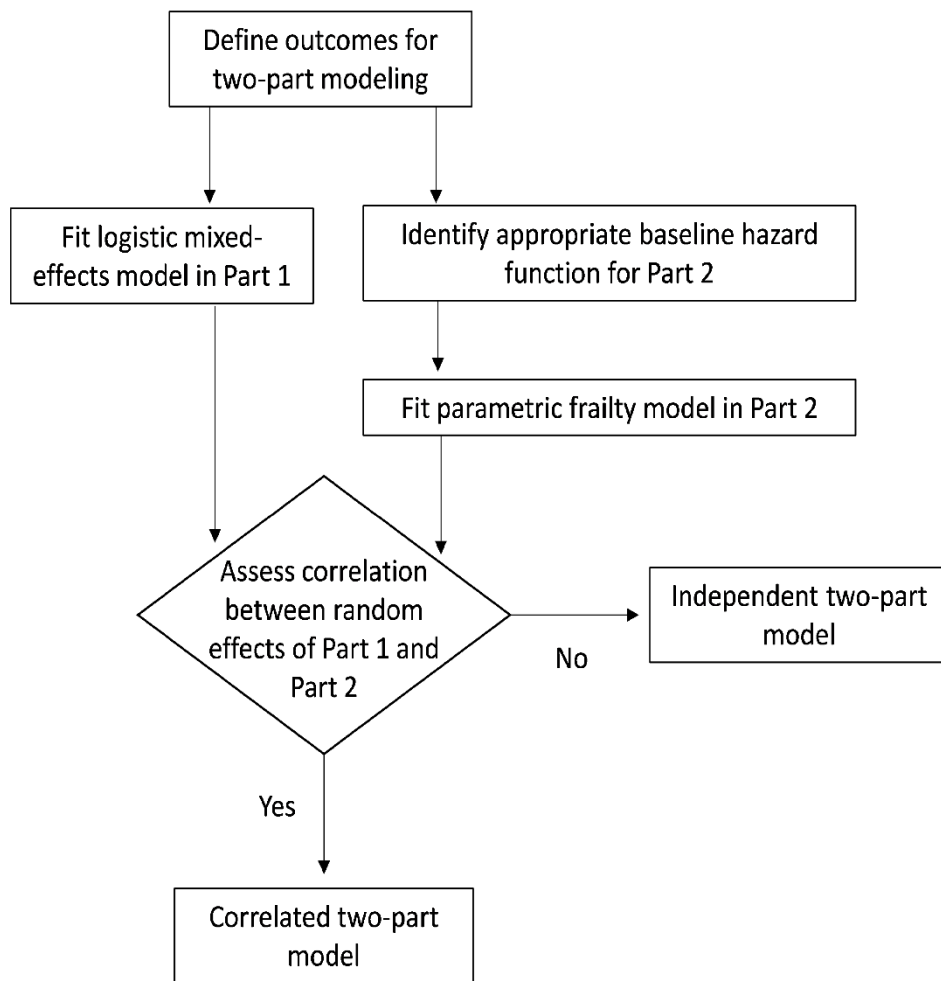 Define outcomes for
two-part modeling
Fit logistic mixed-
effects model in Part 1
Identify appropriate baseline hazard
function for Part 2
Fit parametric frailty model in Part 2
Assess correlation
between random
effects of Part 1 and
Part 2
No
Independent two-part
model
Yes
Correlated two-part
model